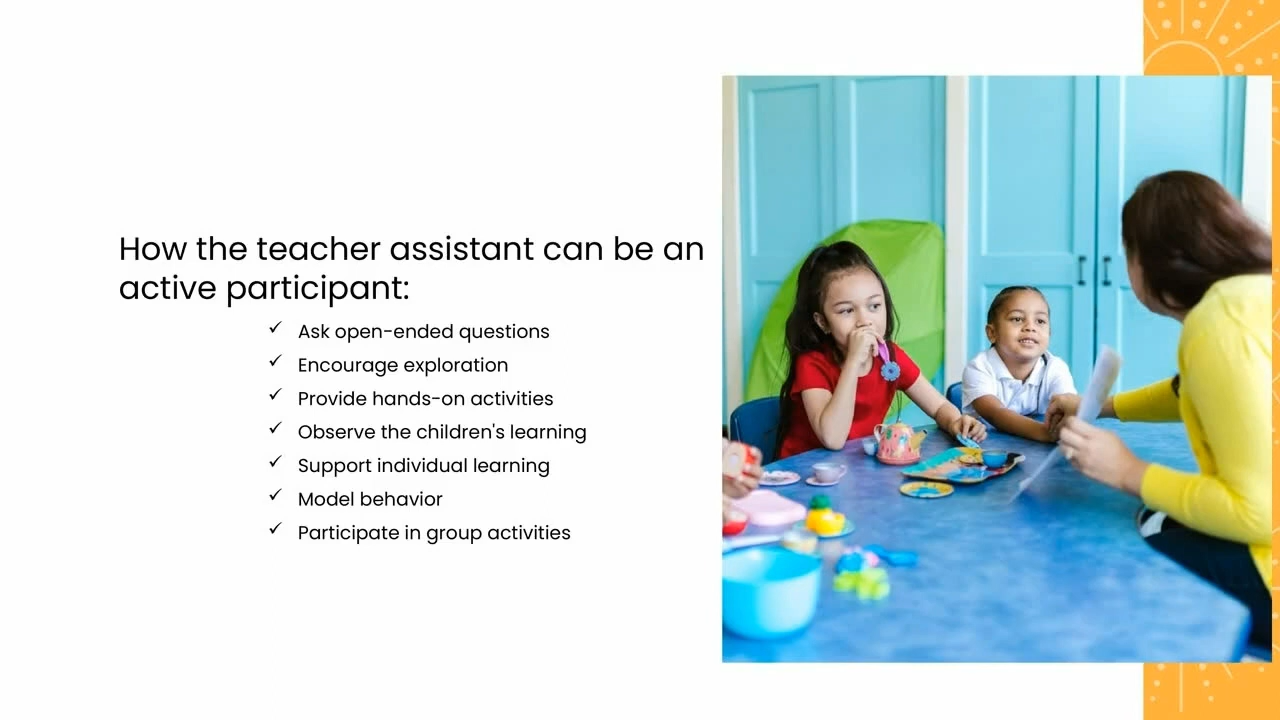 How the teacher assistant can be an
active participant:
✓ Ask open-ended questions
✓ Encourage exploration
✓ Provide hands-on activities
✓ Observe the children's learning
✓ Support individual learning
✓ Model behavior
✓ Participate in group activities